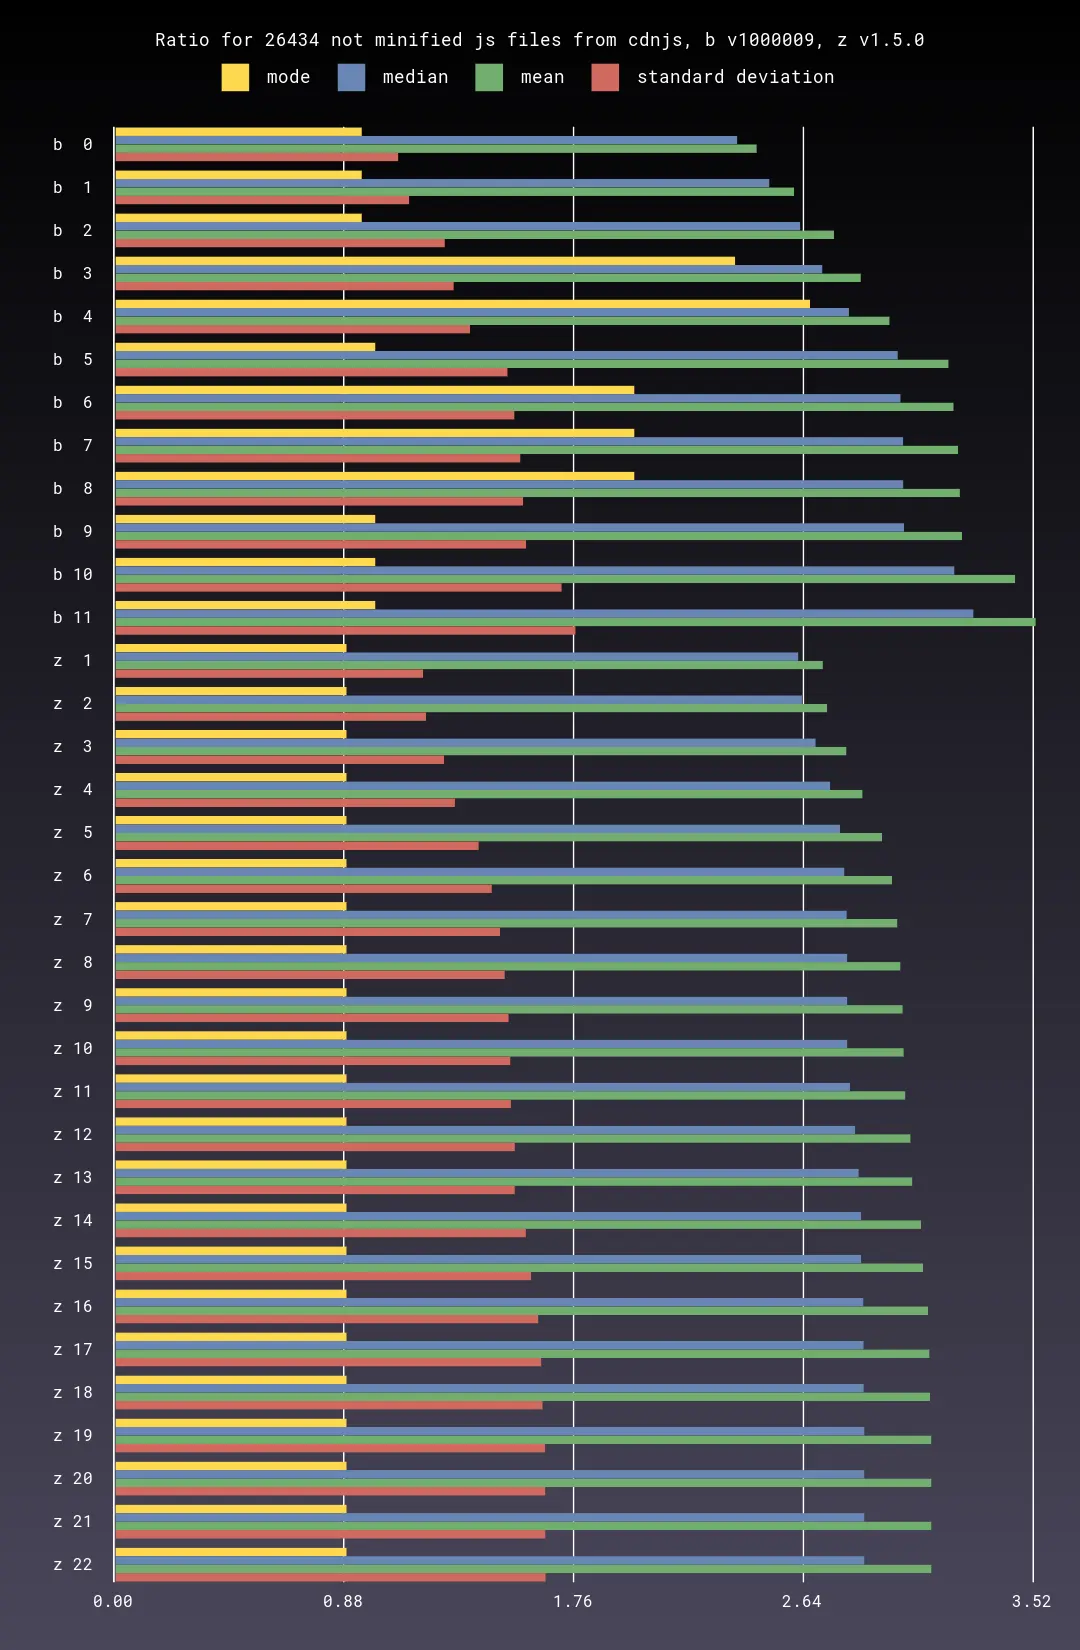 Ratio for 26434 not minified js files from cdnjs, b v1000009, z v1.5.0
mode median mean standard deviation
b 0
b 1
b 2
b 3
b 4
b 5
b 6
b 7
b 8
b 9
b 10
b 11
z 1
z 2
z 3
z 4
z 5
z 6
z 7
z 8
z 9
z 10
z 11
z 12
z 13
z 14
z 15
z 16
z 17
z 18
z 19
z 20
z 21
z 22
0.00 0.88 1.76 2.64 3.52